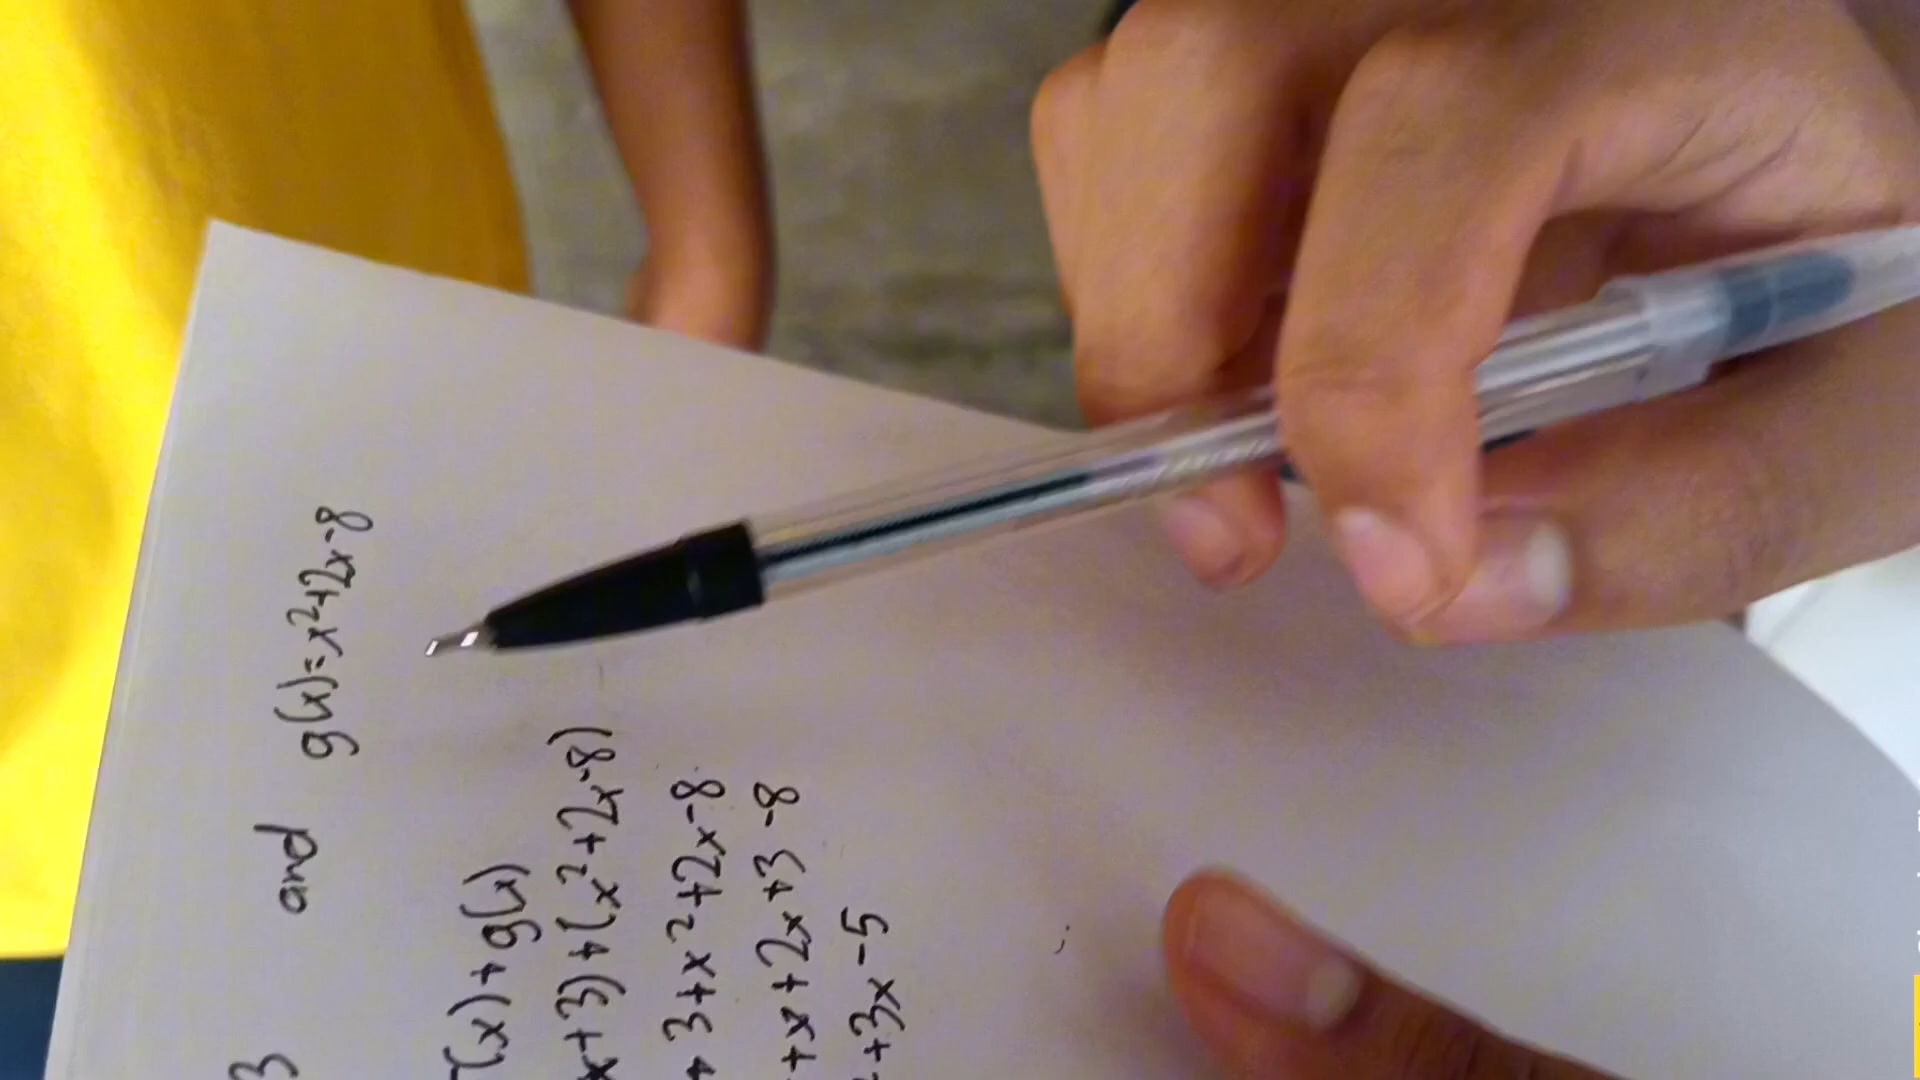 3 and g(x)=x²+2x-8
(x)+g(x)
x+3)+(x²+2x-8)
+3+x²+2x-8
+x+2x+3-8
+3x-5